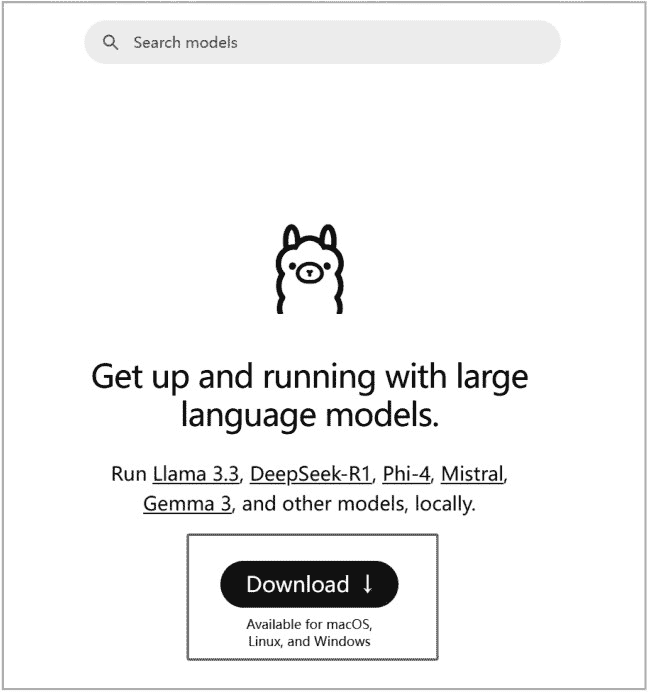 Search models
Get up and running with large
language models.
Run Llama 3.3, DeepSeek-R1, Phi-4, Mistral,
Gemma 3, and other models, locally.
Download ↓
Available for macOS,
Linux, and Windows